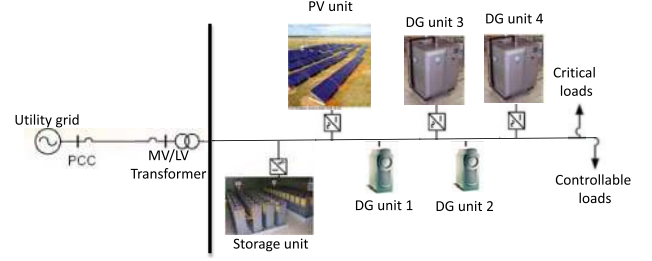 PV unit
DG unit 3
DG unit 4
Critical
loads
Utility grid
PCC
MV/LV
Transformer
Controllable
loads
DG unit 1
DG unit 2
Storage unit